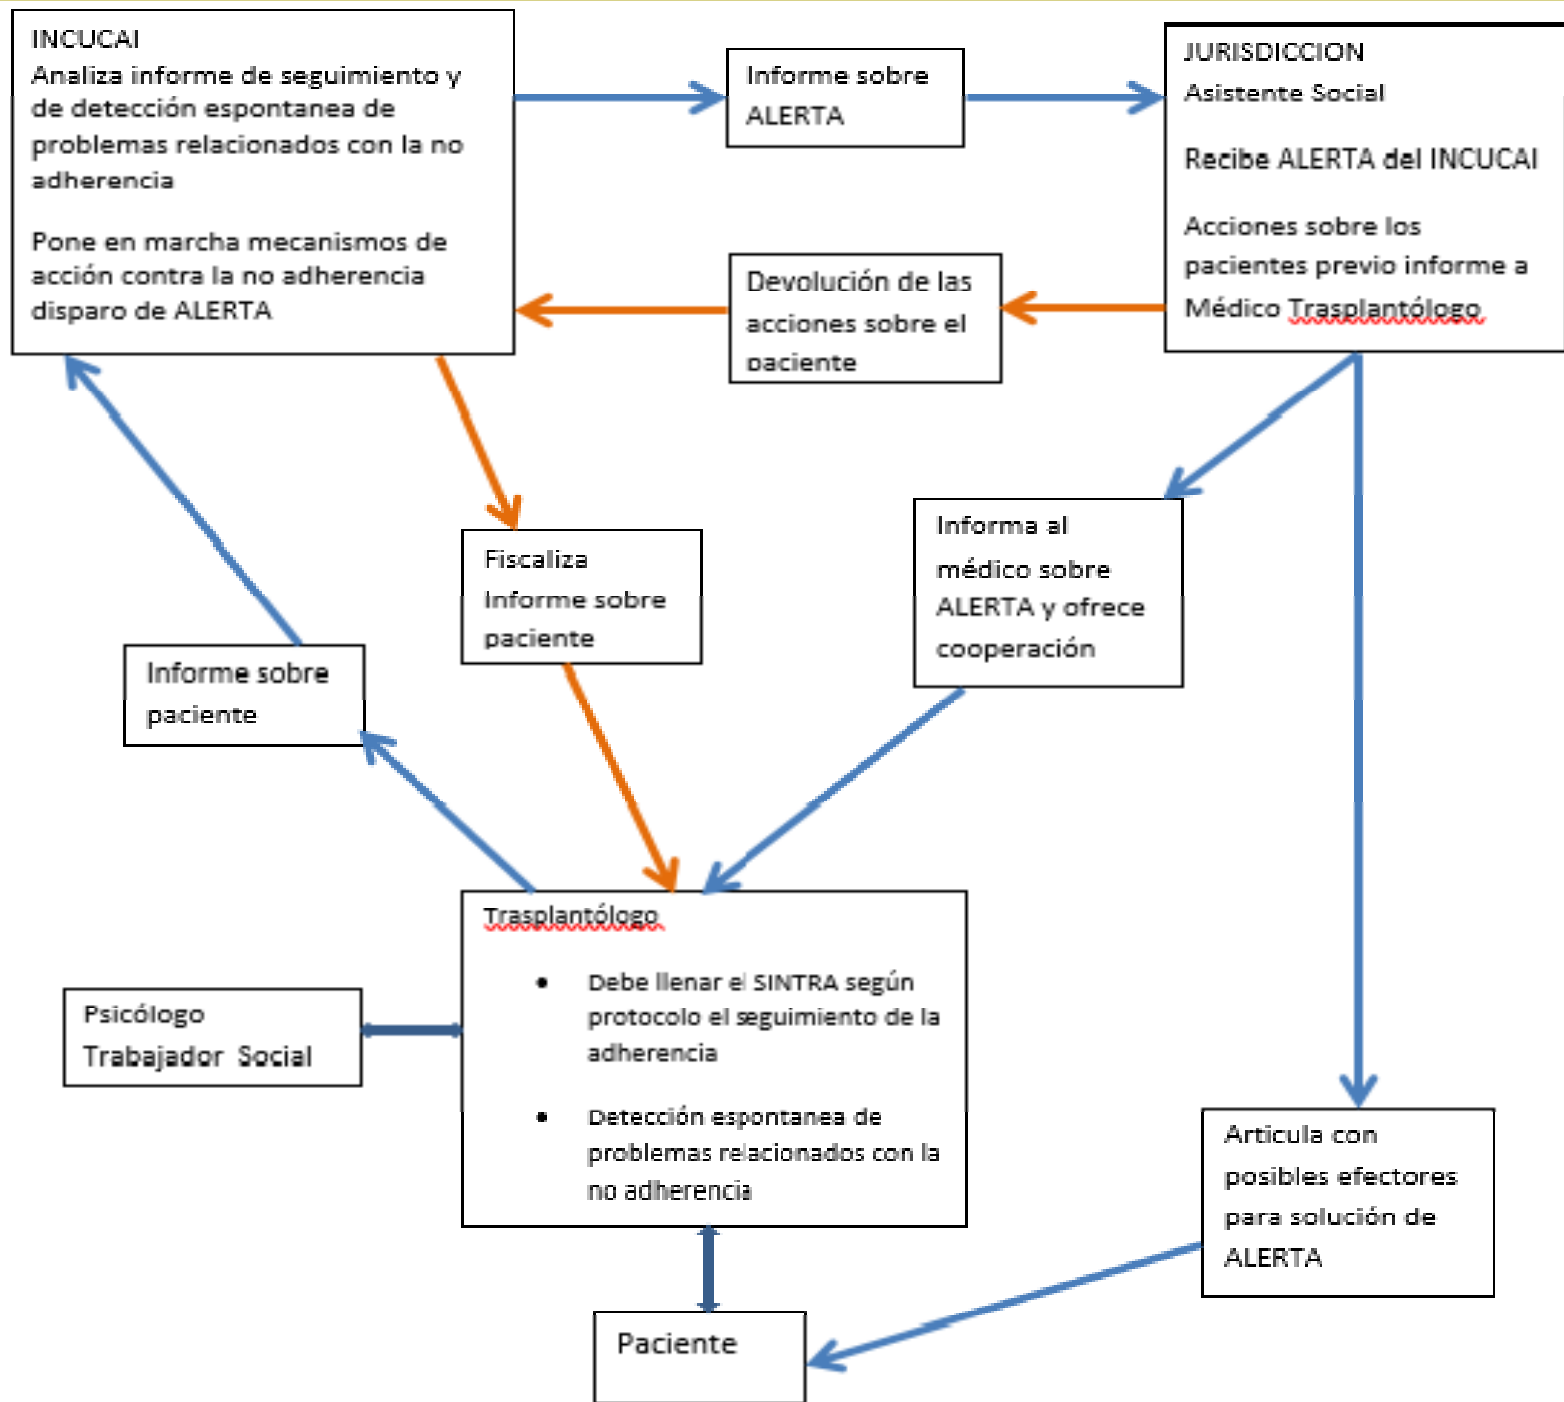 INCUCAI
Analiza informe de seguimiento y
de detección espontanea de
problemas relacionados con la no
adherencia
Pone en marcha mecanismos de
acción contra la no adherencia
disparo de ALERTA
Informe sobre
ALERTA
JURISDICCION
Asistente Social
Recibe ALERTA del INCUCAI
Acciones sobre los
pacientes previo informe a
Médico Trasplantólogo
Devolución de las
acciones sobre el
paciente
Fiscaliza
Informe sobre
paciente
Informa al
médico sobre
ALERTA y ofrece
cooperación
Informe sobre
paciente
Trasplantólogo
• Debe llenar el SINTRA según
protocolo el seguimiento de la
adherencia
• Detección espontanea de
problemas relacionados con la
no adherencia
Psicólogo
Trabajador Social
Articula con
posibles efectores
para solución de
ALERTA
Paciente